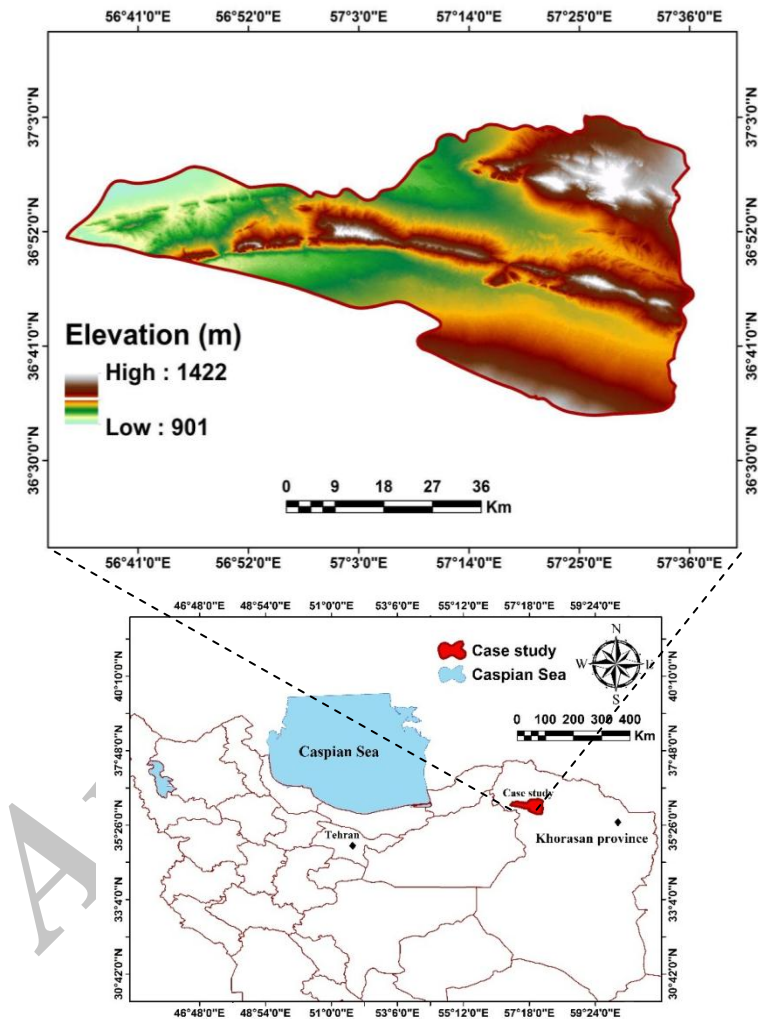 56°41'0"E 56°52'0"E 57°3'0"E 57°14'0"E 57°25'0"E 57°36'0"E
37°3'0"N 37°3'0"N
36°52'0"N 36°52'0"N
36°41'0"N 36°41'0"N
36°30'0"N 36°30'0"N
Elevation (m)
High : 1422
Low : 901
0 9 18 27 36
Km
56°41'0"E 56°52'0"E 57°3'0"E 57°14'0"E 57°25'0"E 57°36'0"E
46°48'0"E 48°54'0"E 51°0'0"E 53°6'0"E 55°12'0"E 57°18'0"E 59°24'0"E
N
W E
S
Case study
Caspian Sea
0 100 200 300 400
Km
40°10'0"N 40°10'0"N
37°48'0"N 37°48'0"N
35°26'0"N 35°26'0"N
33°4'0"N 33°4'0"N
30°42'0"N 30°42'0"N
Caspian Sea
Case study
Tehran
Khorasan province
46°48'0"E 48°54'0"E 51°0'0"E 53°6'0"E 55°12'0"E 57°18'0"E 59°24'0"E